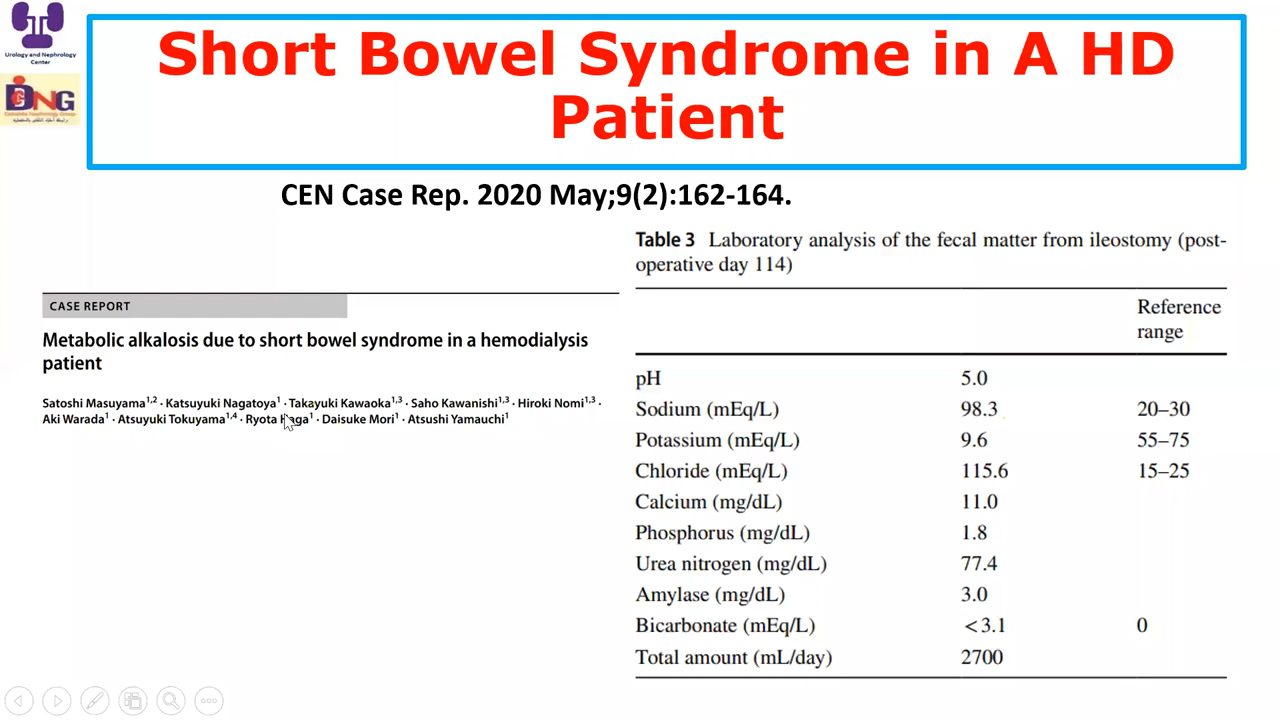 Urology and Nephrology
Center
DNG
Dakahlia Nephrology Group
Short Bowel Syndrome in A HD
Patient
CEN Case Rep. 2020 May;9(2):162-164.
CASE REPORT
Metabolic alkalosis due to short bowel syndrome in a hemodialysis
patient
Satoshi Masuyama1,2 · Katsuyuki Nagatoya1 · Takayuki Kawaoka1,3 · Saho Kawanishi1,3 · Hiroki Nomi1,3 ·
Aki Warada1 · Atsuyuki Tokuyama1,4 · Ryota 1 · Daisuke Mori1 · Atsushi Yamauchi1
Table 3 Laboratory analysis of the fecal matter from ileostomy (post-
operative day 114)
Reference
range
pH 5.0
Sodium (mEq/L) 98.3 20–30
Potassium (mEq/L) 9.6 55–75
Chloride (mEq/L) 115.6 15–25
Calcium (mg/dL) 11.0
Phosphorus (mg/dL) 1.8
Urea nitrogen (mg/dL) 77.4
Amylase (mg/dL) 3.0
Bicarbonate (mEq/L) <3.1 0
Total amount (mL/day) 2700